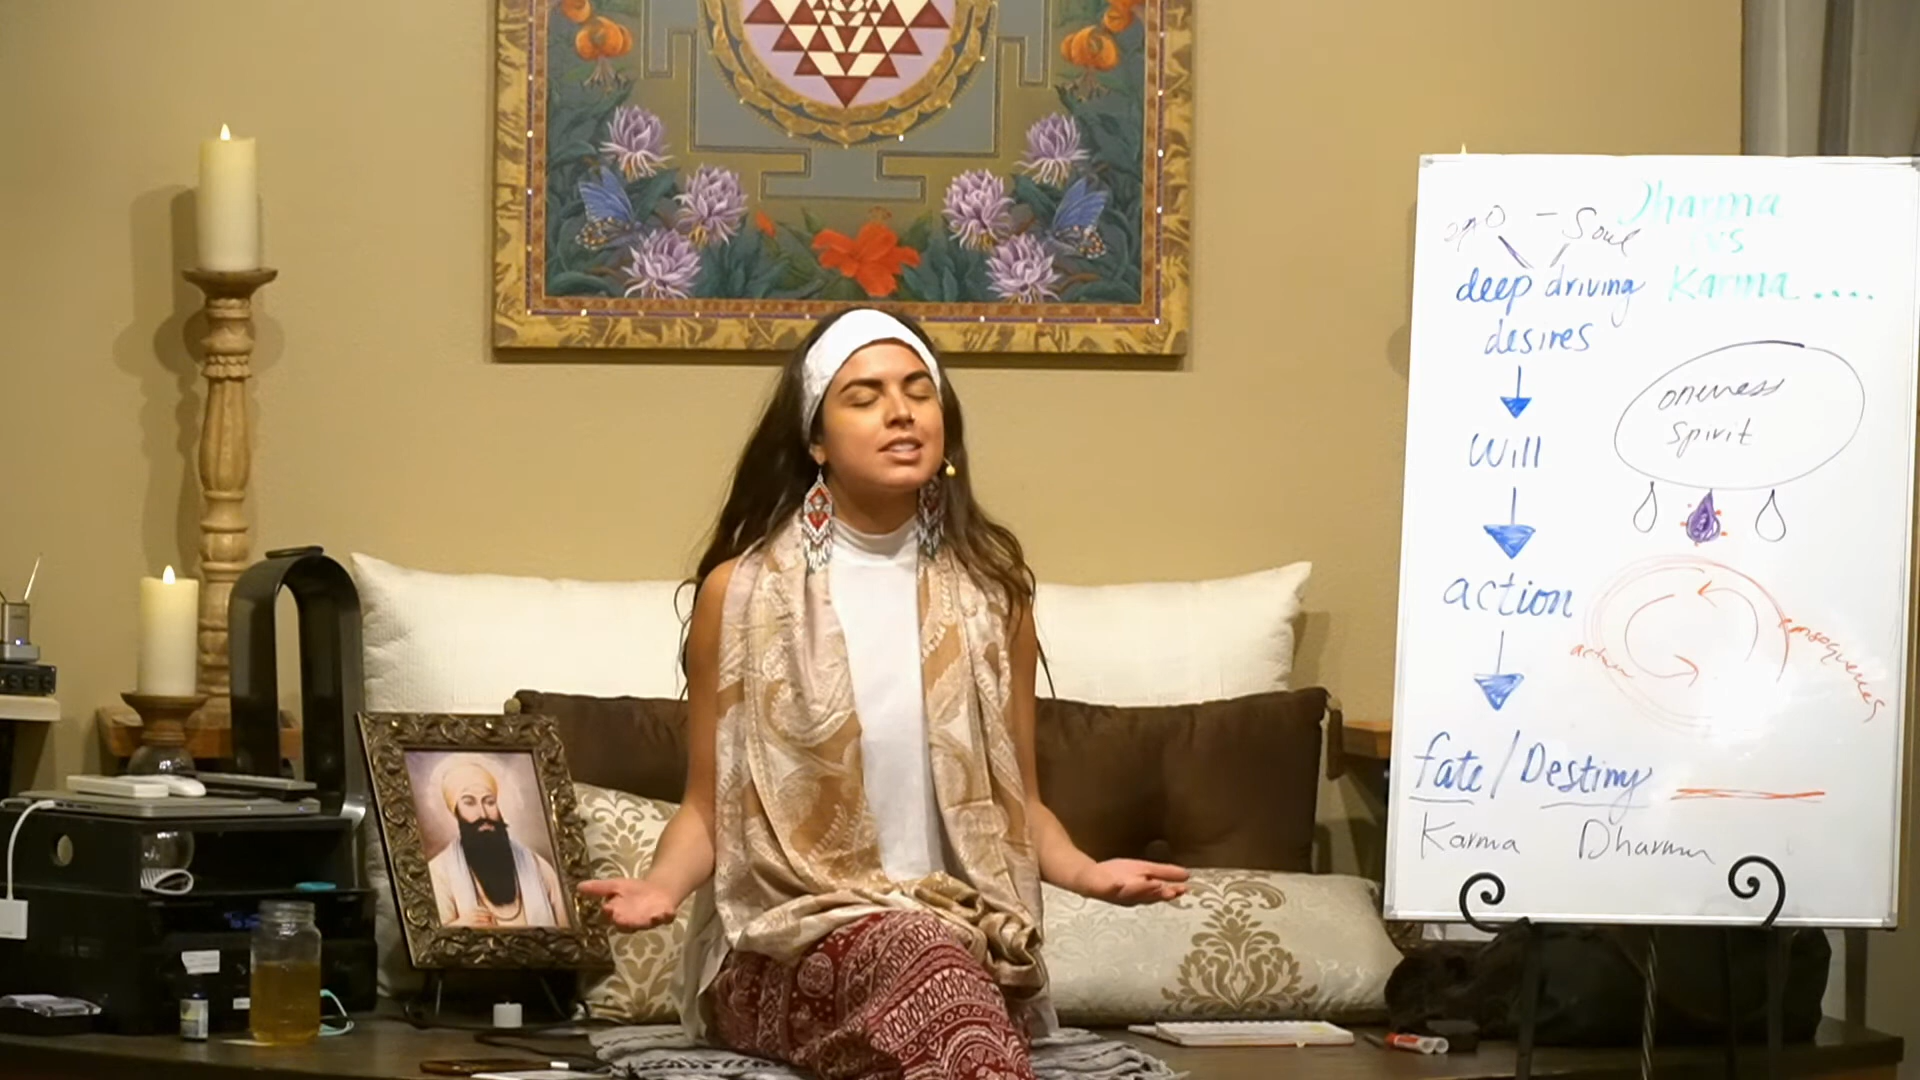 Dharma
vs
Karma ....
ego - Soul
deep driving
desires
Will
action
fate / Destiny
Karma Dharma
oneness
spirit
action
consequences